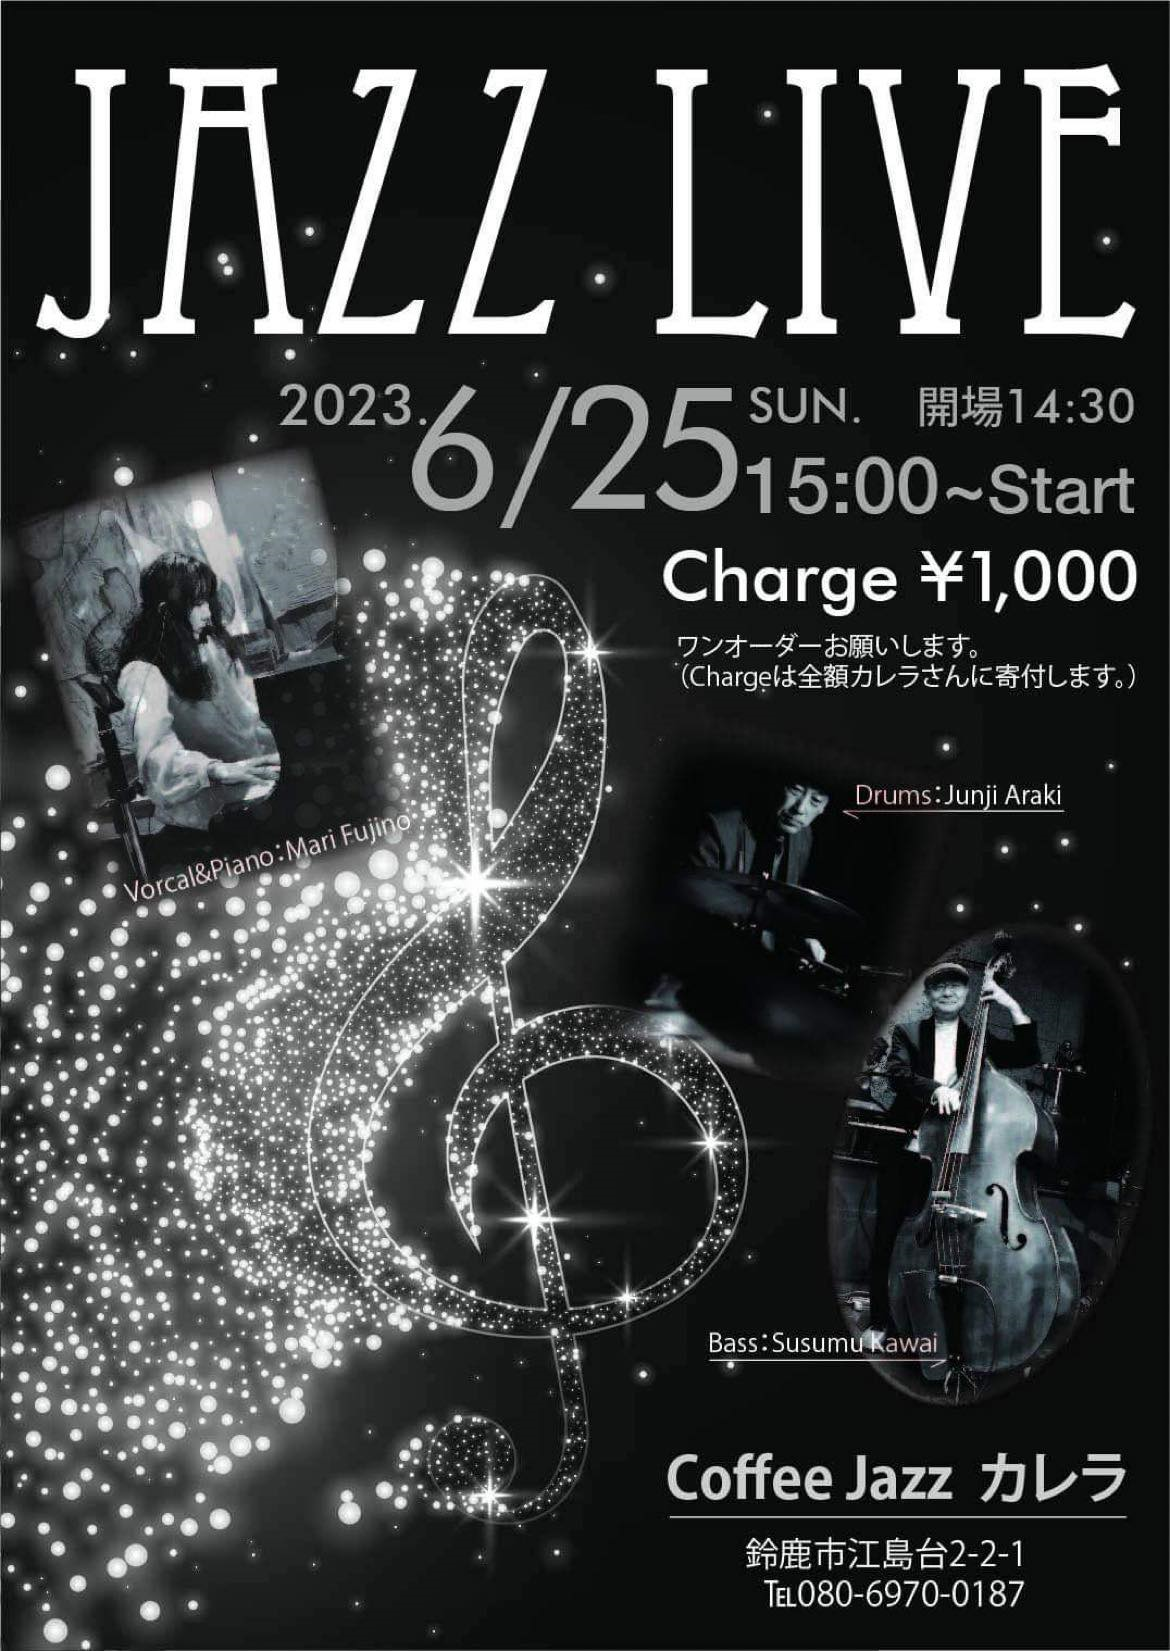 JAZZ LIVE
2023.6/25 SUN. 開場14:30
15:00~Start
Charge ¥1,000
ワンオーダーお願いします。
（Chargeは全額カレラさんに寄付します。）
Vorcal&Piano：Mari Fujino
Drums：Junji Araki
Bass：Susumu Kawai
Coffee Jazz カレラ
鈴鹿市江島台2-2-1
TEL080-6970-0187